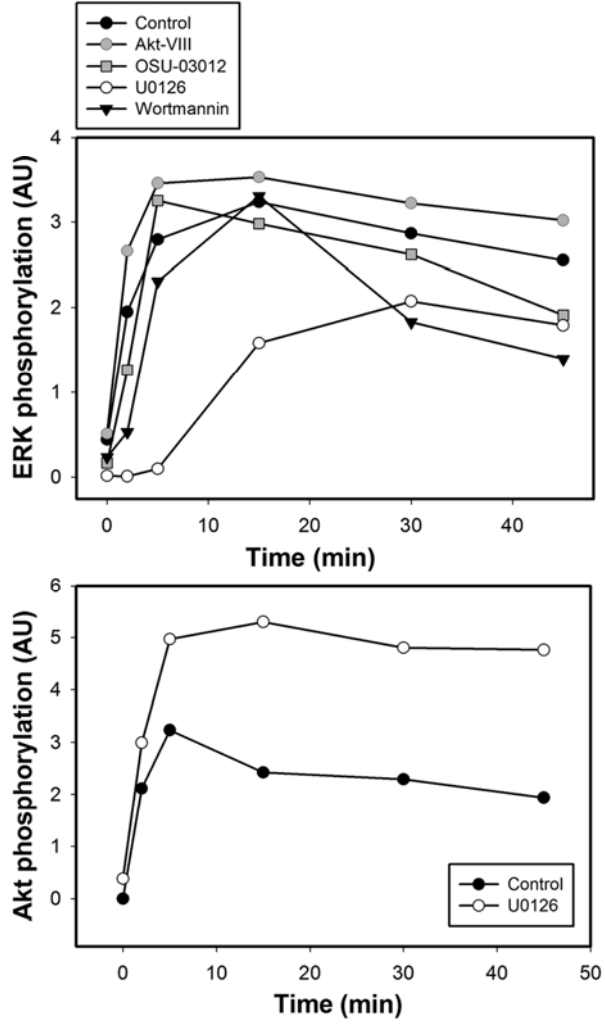 Control
Akt-VIII
OSU-03012
U0126
Wortmannin
4
3
2
1
0
ERK phosphorylation (AU)
0 10 20 30 40
Time (min)
6
5
4
3
2
1
0
Akt phosphorylation (AU)
Control
U0126
0 10 20 30 40 50
Time (min)